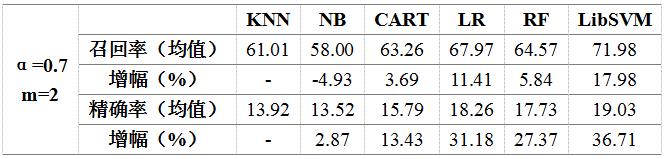 KNN NB CART LR RF LibSVM
α=0.7
m=2
召回率（均值） 61.01 58.00 63.26 67.97 64.57 71.98
增幅（%） - -4.93 3.69 11.41 5.84 17.98
精确率（均值） 13.92 13.52 15.79 18.26 17.73 19.03
增幅（%） - 2.87 13.43 31.18 27.37 36.71